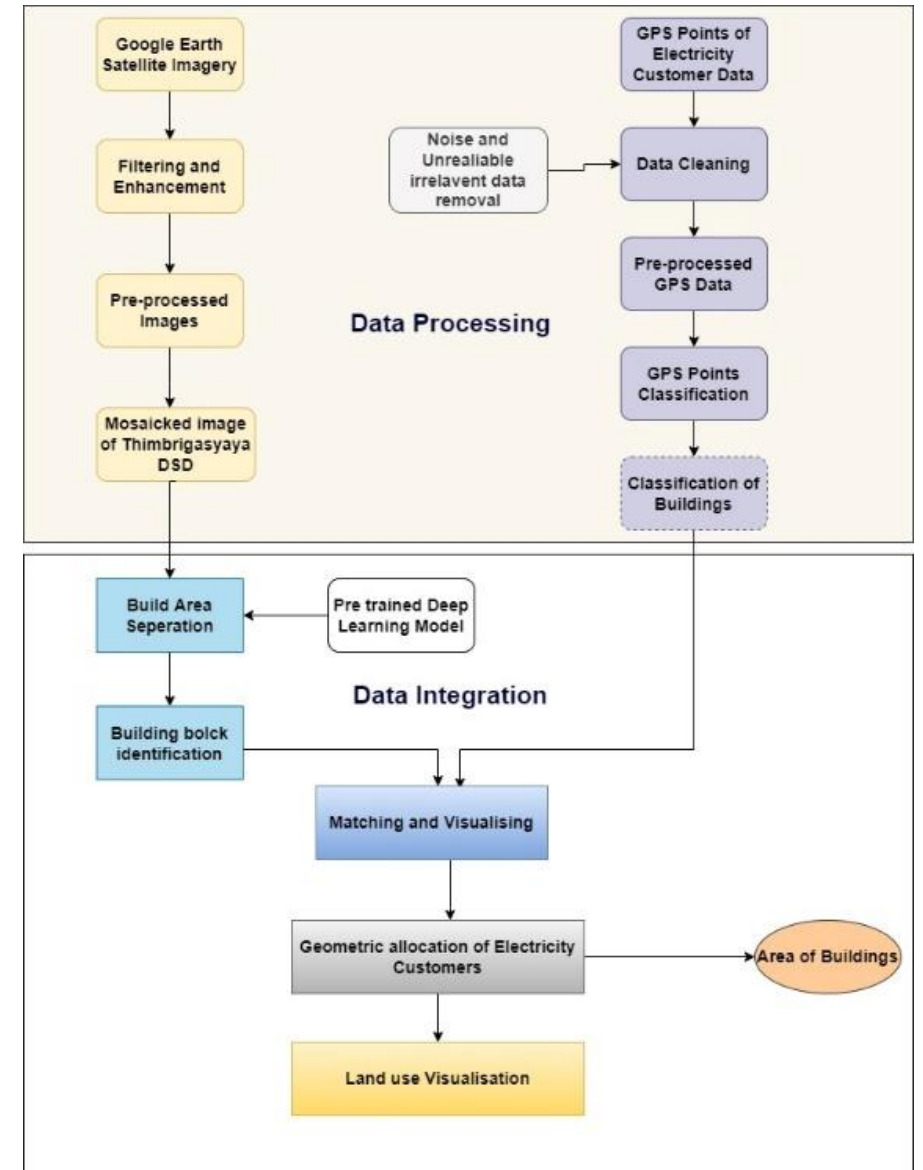 Google Earth
Satellite Imagery
GPS Points of
Electricity
Customer Data
Noise and
Unrealiable
irrelavent data
removal
Filtering and
Enhancement
Data Cleaning
Pre-processed
Images
Pre-processed
GPS Data
Data Processing
GPS Points
Classification
Mosaicked image
of Thimbrigasyaya
DSD
Classification of
Buildings
Build Area
Seperation
Pre trained Deep
Learning Model
Data Integration
Building bolck
identification
Matching and Visualising
Geometric allocation of Electricity
Customers
Area of Buildings
Land use Visualisation